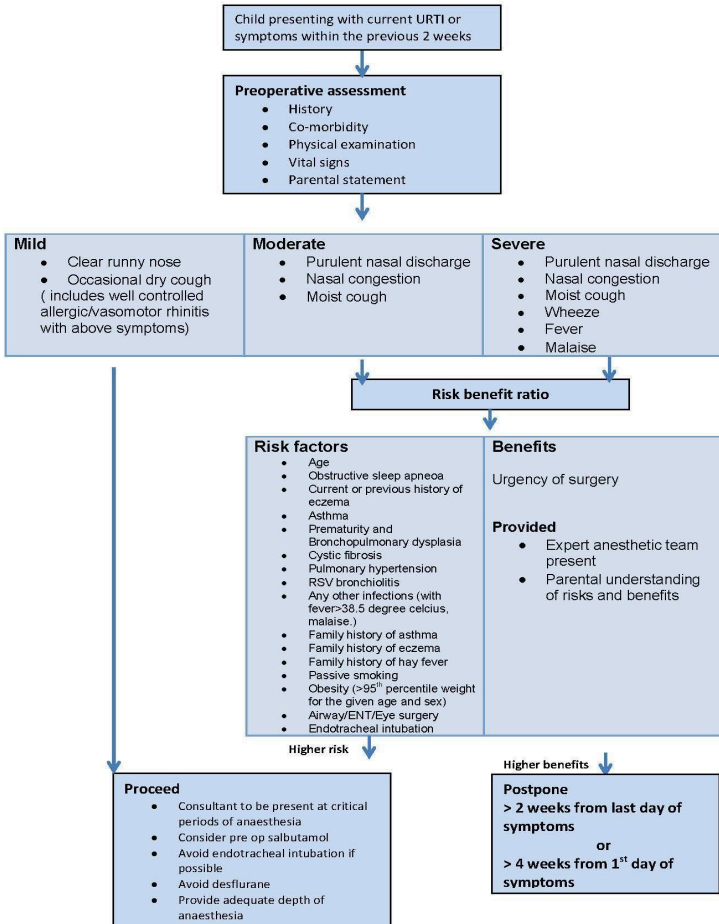 Child presenting with current URTI or
symptoms within the previous 2 weeks
Preoperative assessment
● History
● Co-morbidity
● Physical examination
● Vital signs
● Parental statement
Mild
● Clear runny nose
● Occasional dry cough
( includes well controlled
allergic/vasomotor rhinitis
with above symptoms)
Moderate
● Purulent nasal discharge
● Nasal congestion
● Moist cough
Severe
● Purulent nasal discharge
● Nasal congestion
● Moist cough
● Wheeze
● Fever
● Malaise
Risk benefit ratio
Risk factors
● Age
● Obstructive sleep apneoa
● Current or previous history of
eczema
● Asthma
● Prematurity and
Bronchopulmonary dysplasia
● Cystic fibrosis
● Pulmonary hypertension
● RSV bronchiolitis
● Any other infections (with
fever>38.5 degree celcius,
malaise.)
● Family history of asthma
● Family history of eczema
● Family history of hay fever
● Passive smoking
● Obesity (>95th percentile weight
for the given age and sex)
● Airway/ENT/Eye surgery
● Endotracheal intubation
Benefits
Urgency of surgery
Provided
● Expert anesthetic team
present
● Parental understanding
of risks and benefits
Higher risk
Higher benefits
Proceed
● Consultant to be present at critical
periods of anaesthesia
● Consider pre op salbutamol
● Avoid endotracheal intubation if
possible
● Avoid desflurane
● Provide adequate depth of
anaesthesia
Postpone
> 2 weeks from last day of
symptoms
or
> 4 weeks from 1st day of
symptoms